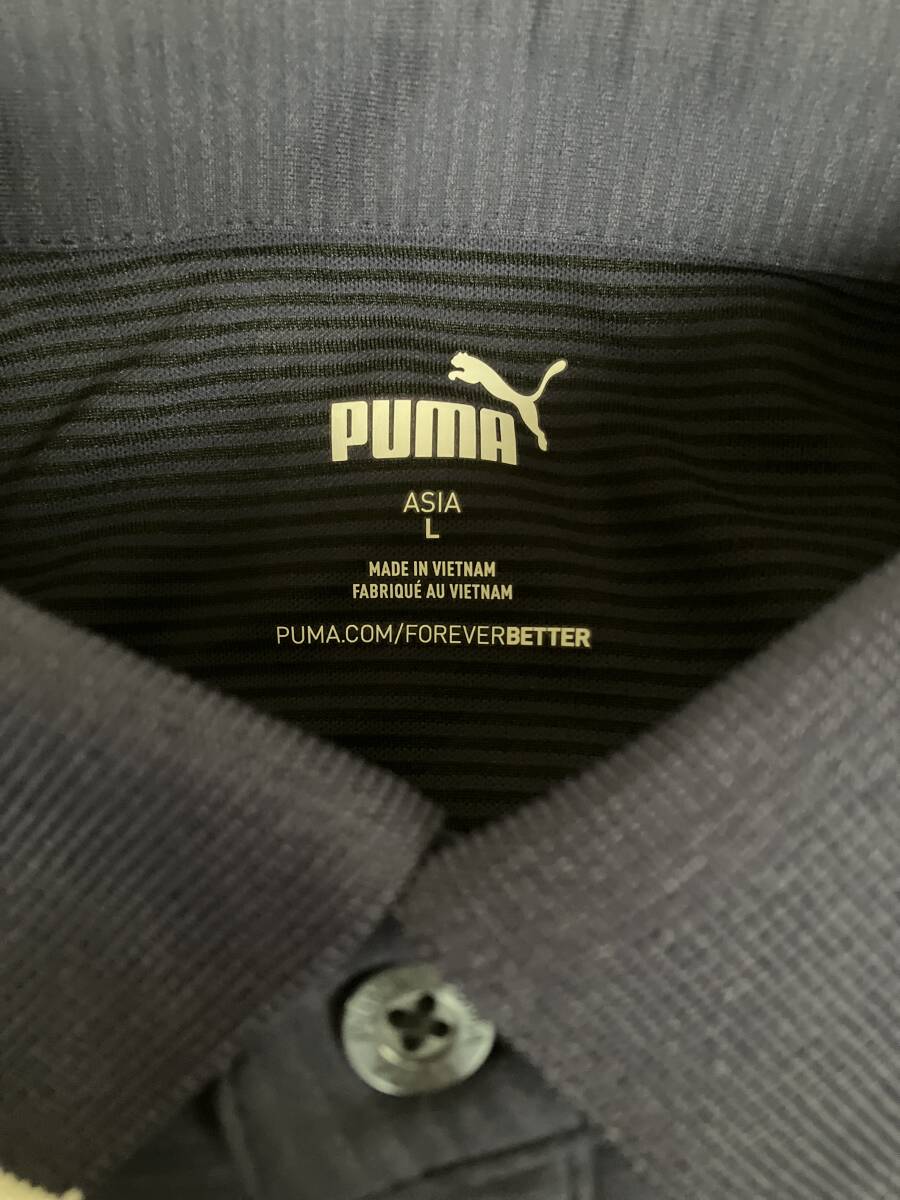 PUMA
ASIA
L
MADE IN VIETNAM
FABRIQUÉ AU VIETNAM
PUMA.COM/FOREVERBETTER